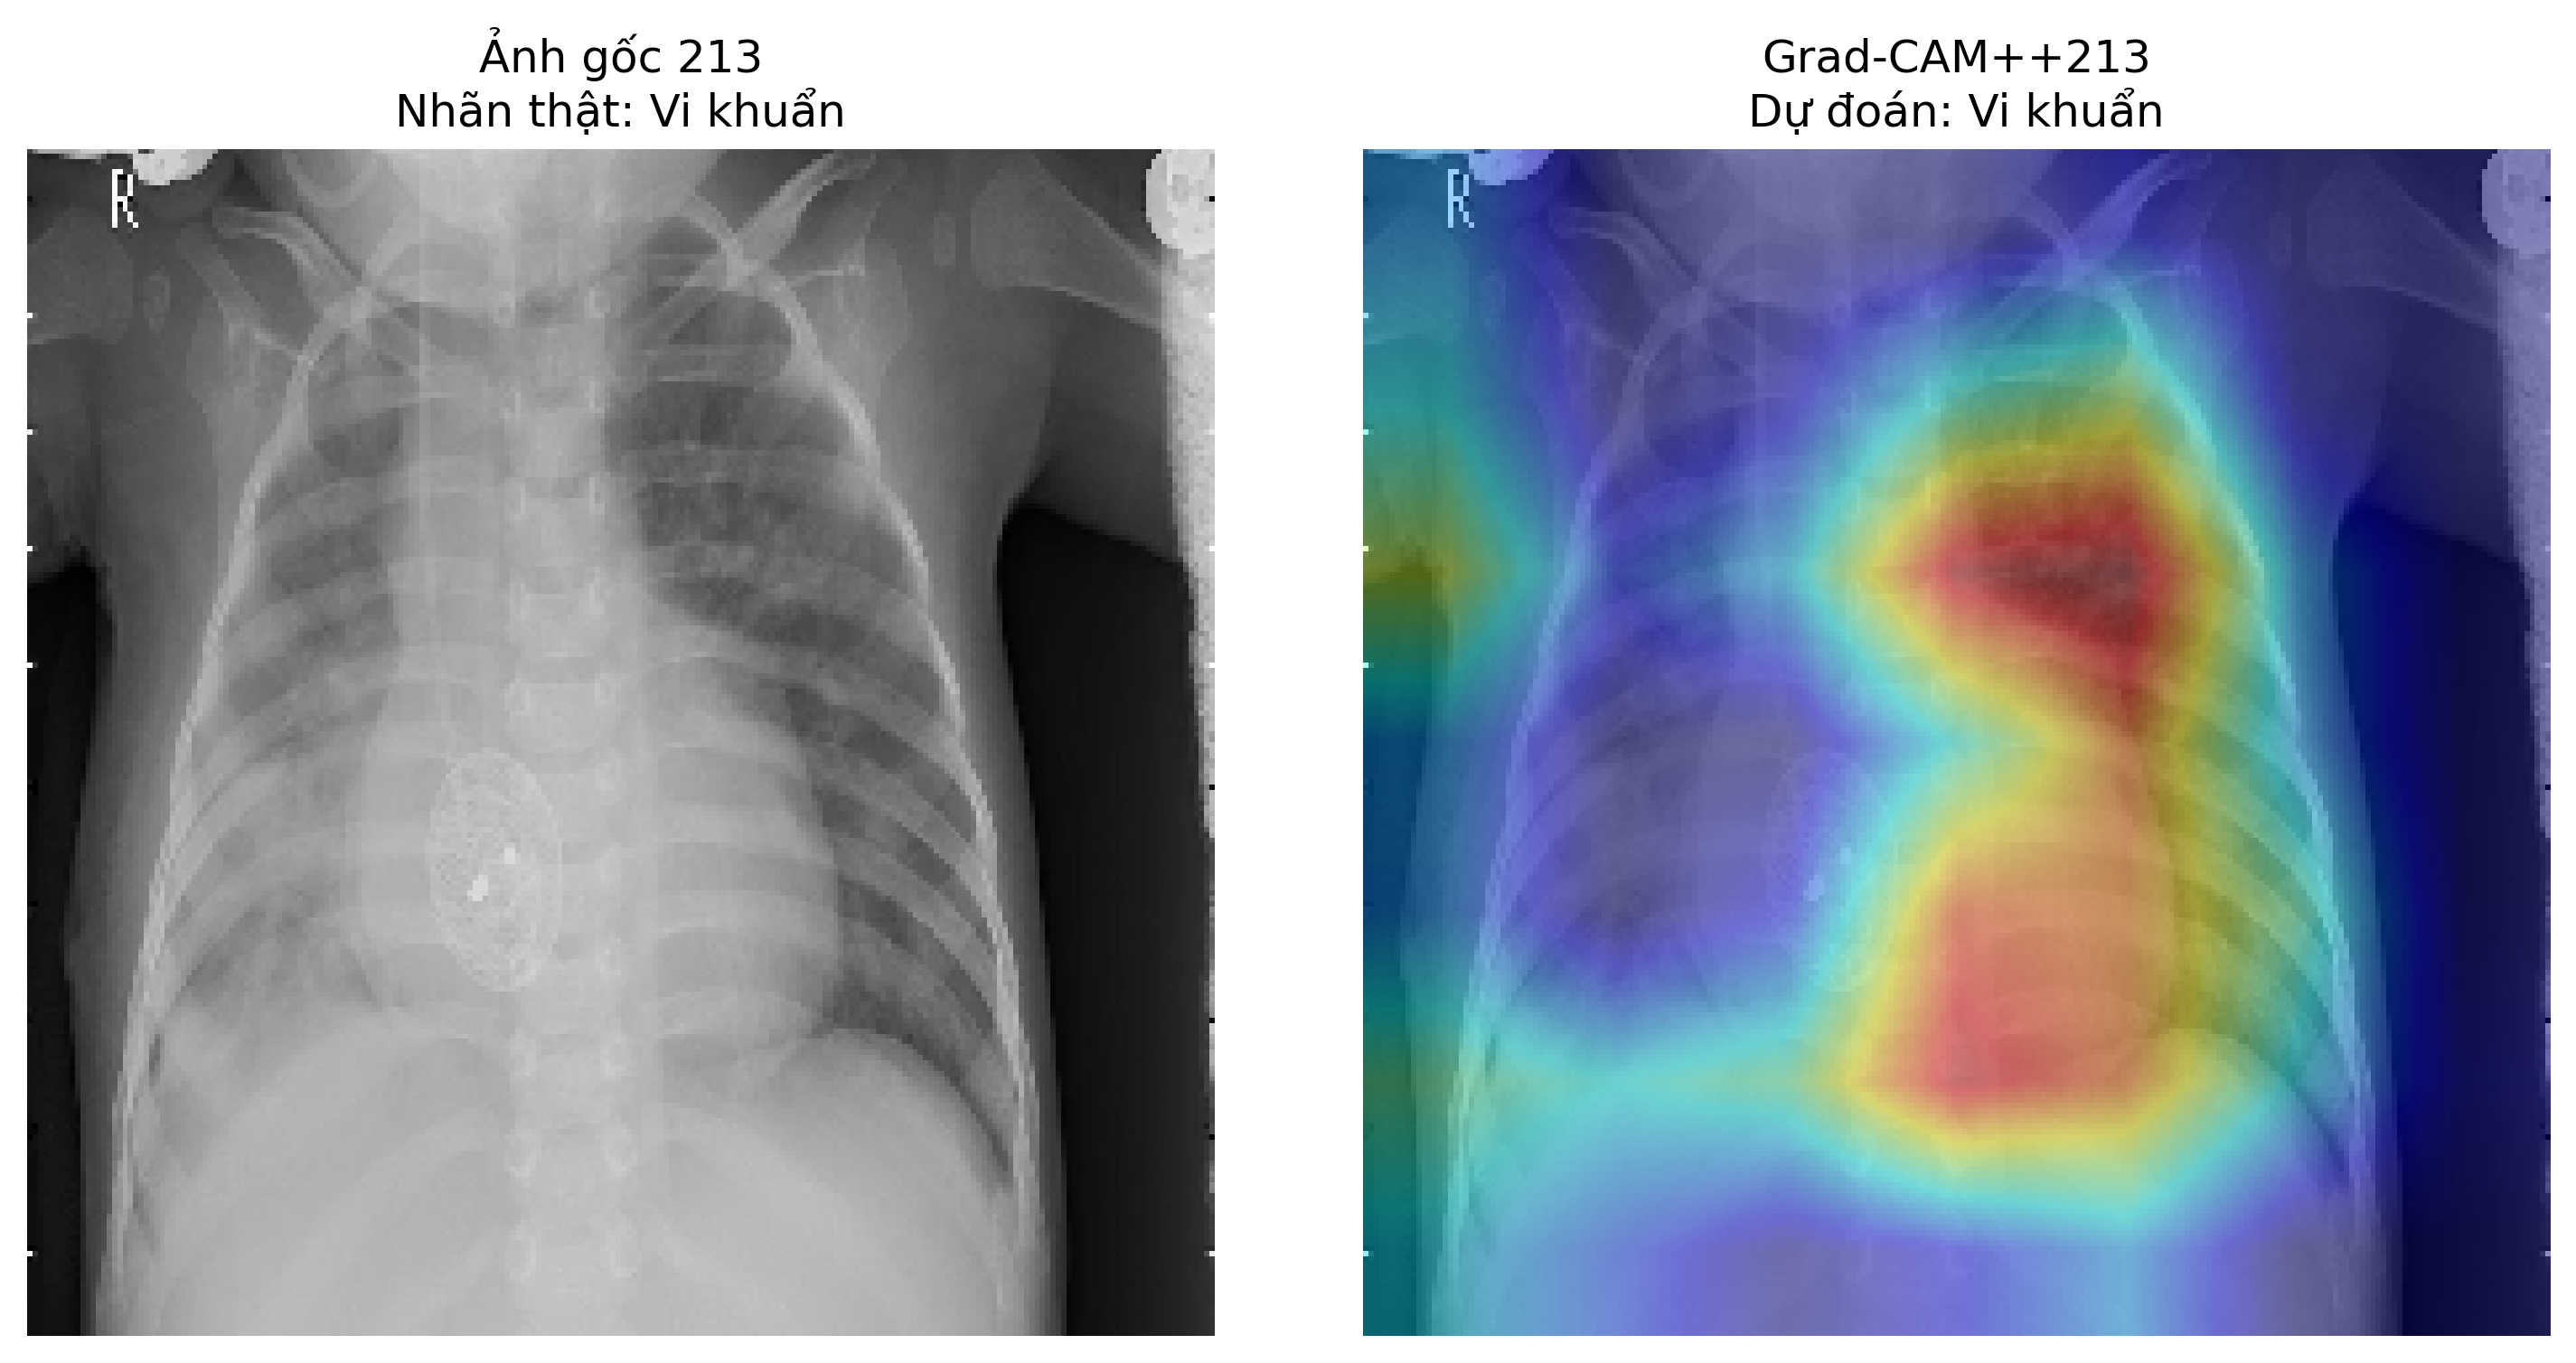 Ảnh gốc 213
Nhãn thật: Vi khuẩn
Grad-CAM++213
Dự đoán: Vi khuẩn
R
R